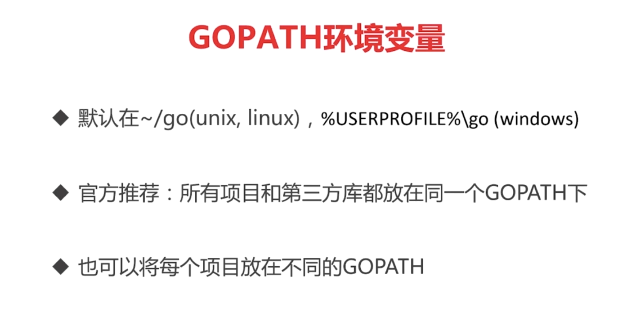 GOPATH环境变量
◆ 默认在~/go(unix, linux)，%USERPROFILE%\go (windows)
◆ 官方推荐：所有项目和第三方库都放在同一个GOPATH下
◆ 也可以将每个项目放在不同的GOPATH